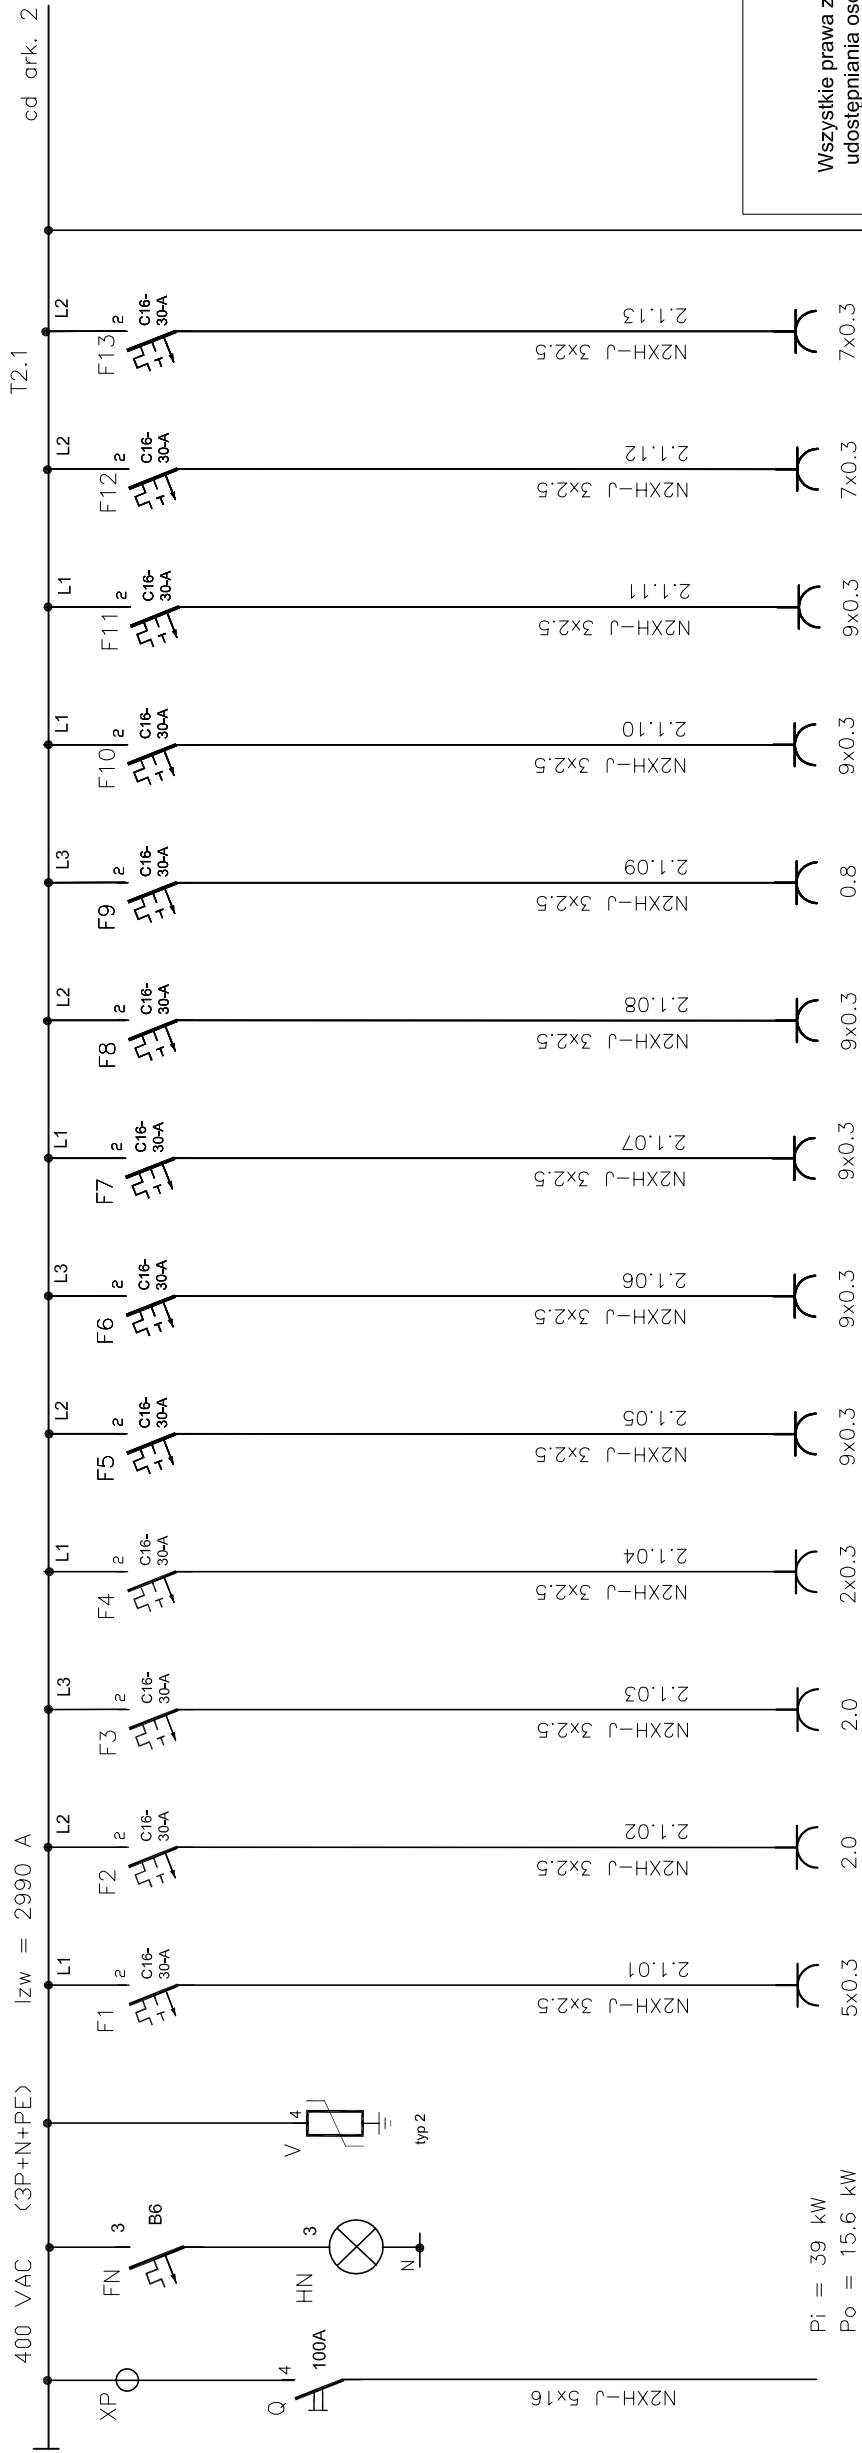 400 VAC (3P+N+PE) Izw = 2990 A
T2.1
cd ark. 2
XP
Q
4
100A
N2XH-J 5x16
FN
3
B6
HN
3
N
V
4
typ 2
L1
F1
2
C16-
30-A
2.1.01
N2XH-J 3x2.5
5x0.3
L2
F2
2
C16-
30-A
2.1.02
N2XH-J 3x2.5
2.0
L3
F3
2
C16-
30-A
2.1.03
N2XH-J 3x2.5
2.0
L1
F4
2
C16-
30-A
2.1.04
N2XH-J 3x2.5
2x0.3
L2
F5
2
C16-
30-A
2.1.05
N2XH-J 3x2.5
9x0.3
L3
F6
2
C16-
30-A
2.1.06
N2XH-J 3x2.5
9x0.3
L1
F7
2
C16-
30-A
2.1.07
N2XH-J 3x2.5
9x0.3
L2
F8
2
C16-
30-A
2.1.08
N2XH-J 3x2.5
9x0.3
L3
F9
2
C16-
30-A
2.1.09
N2XH-J 3x2.5
0.8
L1
F10
2
C16-
30-A
2.1.10
N2XH-J 3x2.5
9x0.3
L1
F11
2
C16-
30-A
2.1.11
N2XH-J 3x2.5
9x0.3
L2
F12
2
C16-
30-A
2.1.12
N2XH-J 3x2.5
7x0.3
L2
F13
2
C16-
30-A
2.1.13
N2XH-J 3x2.5
7x0.3
Pi = 39 kW
Po = 15.6 kW
Wszystkie prawa
udostępniania